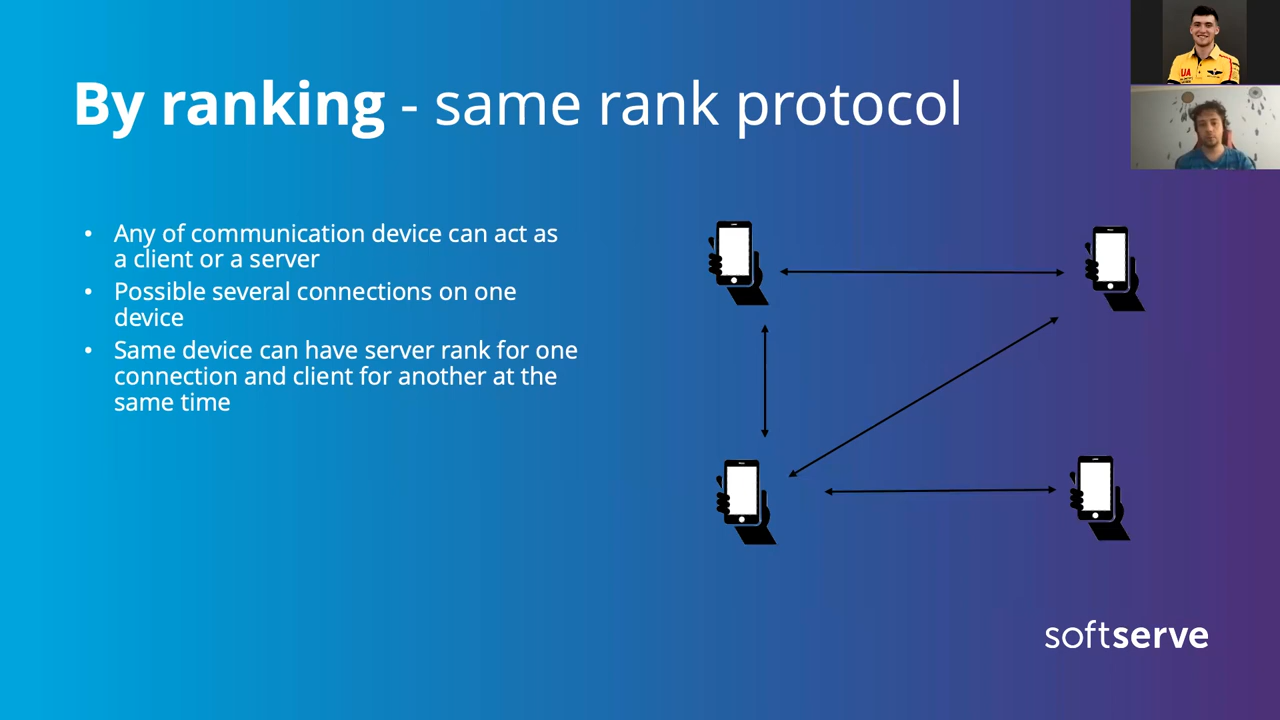 By ranking - same rank protocol
• Any of communication device can act as
a client or a server
• Possible several connections on one
device
• Same device can have server rank for one
connection and client for another at the
same time
UA
softserve